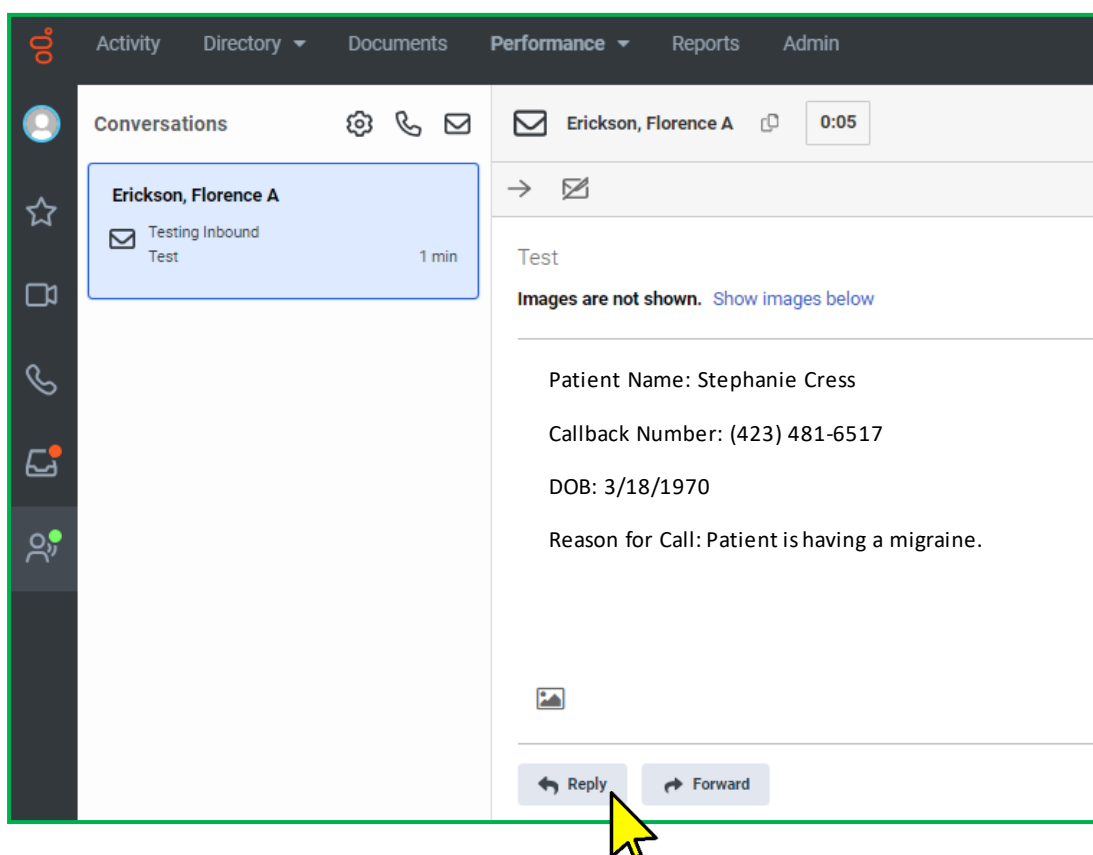 Activity Directory Documents Performance Reports Admin
Conversations
Erickson, Florence A 0:05
Erickson, Florence A
Testing Inbound
Test 1 min
Test
Images are not shown. Show images below
Patient Name: Stephanie Cress
Callback Number: (423) 481-6517
DOB: 3/18/1970
Reason for Call: Patient is having a migraine.
Reply Forward